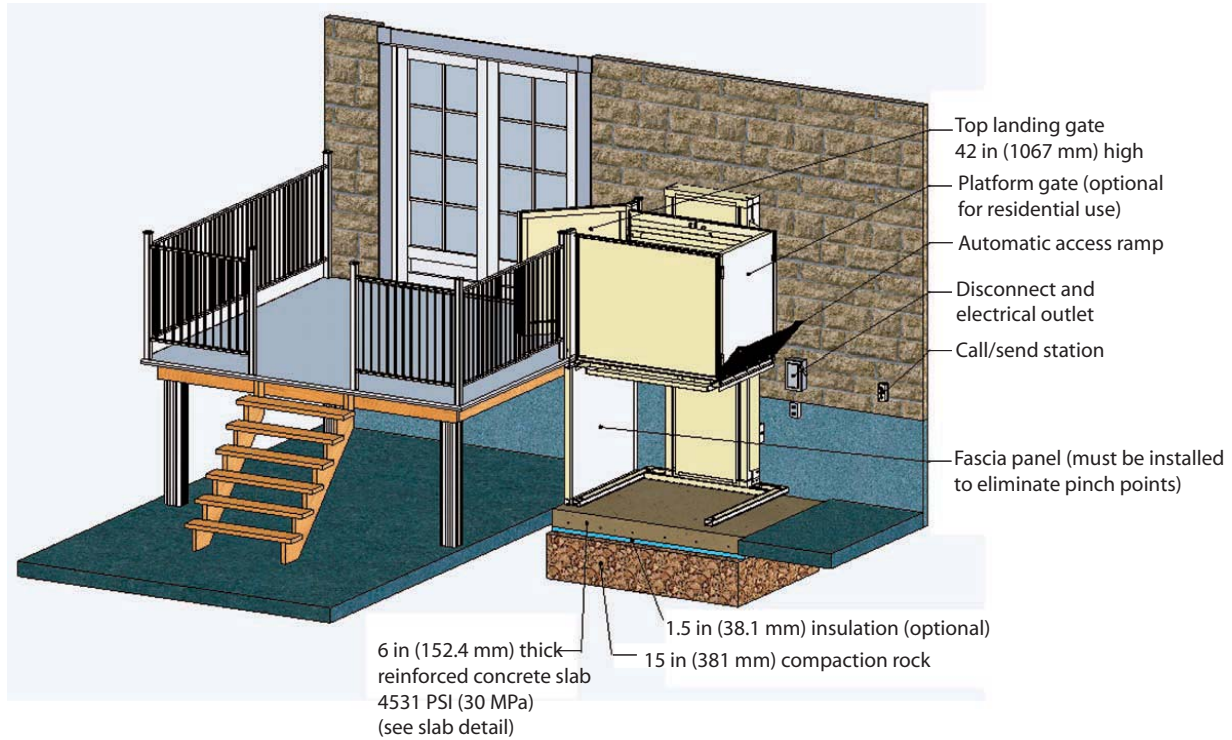 Top landing gate
42 in (1067 mm) high
Platform gate (optional
for residential use)
Automatic access ramp
Disconnect and
electrical outlet
Call/send station
Fascia panel (must be installed
to eliminate pinch points)
1.5 in (38.1 mm) insulation (optional)
15 in (381 mm) compaction rock
6 in (152.4 mm) thick
reinforced concrete slab
4531 PSI (30 MPa)
(see slab detail)